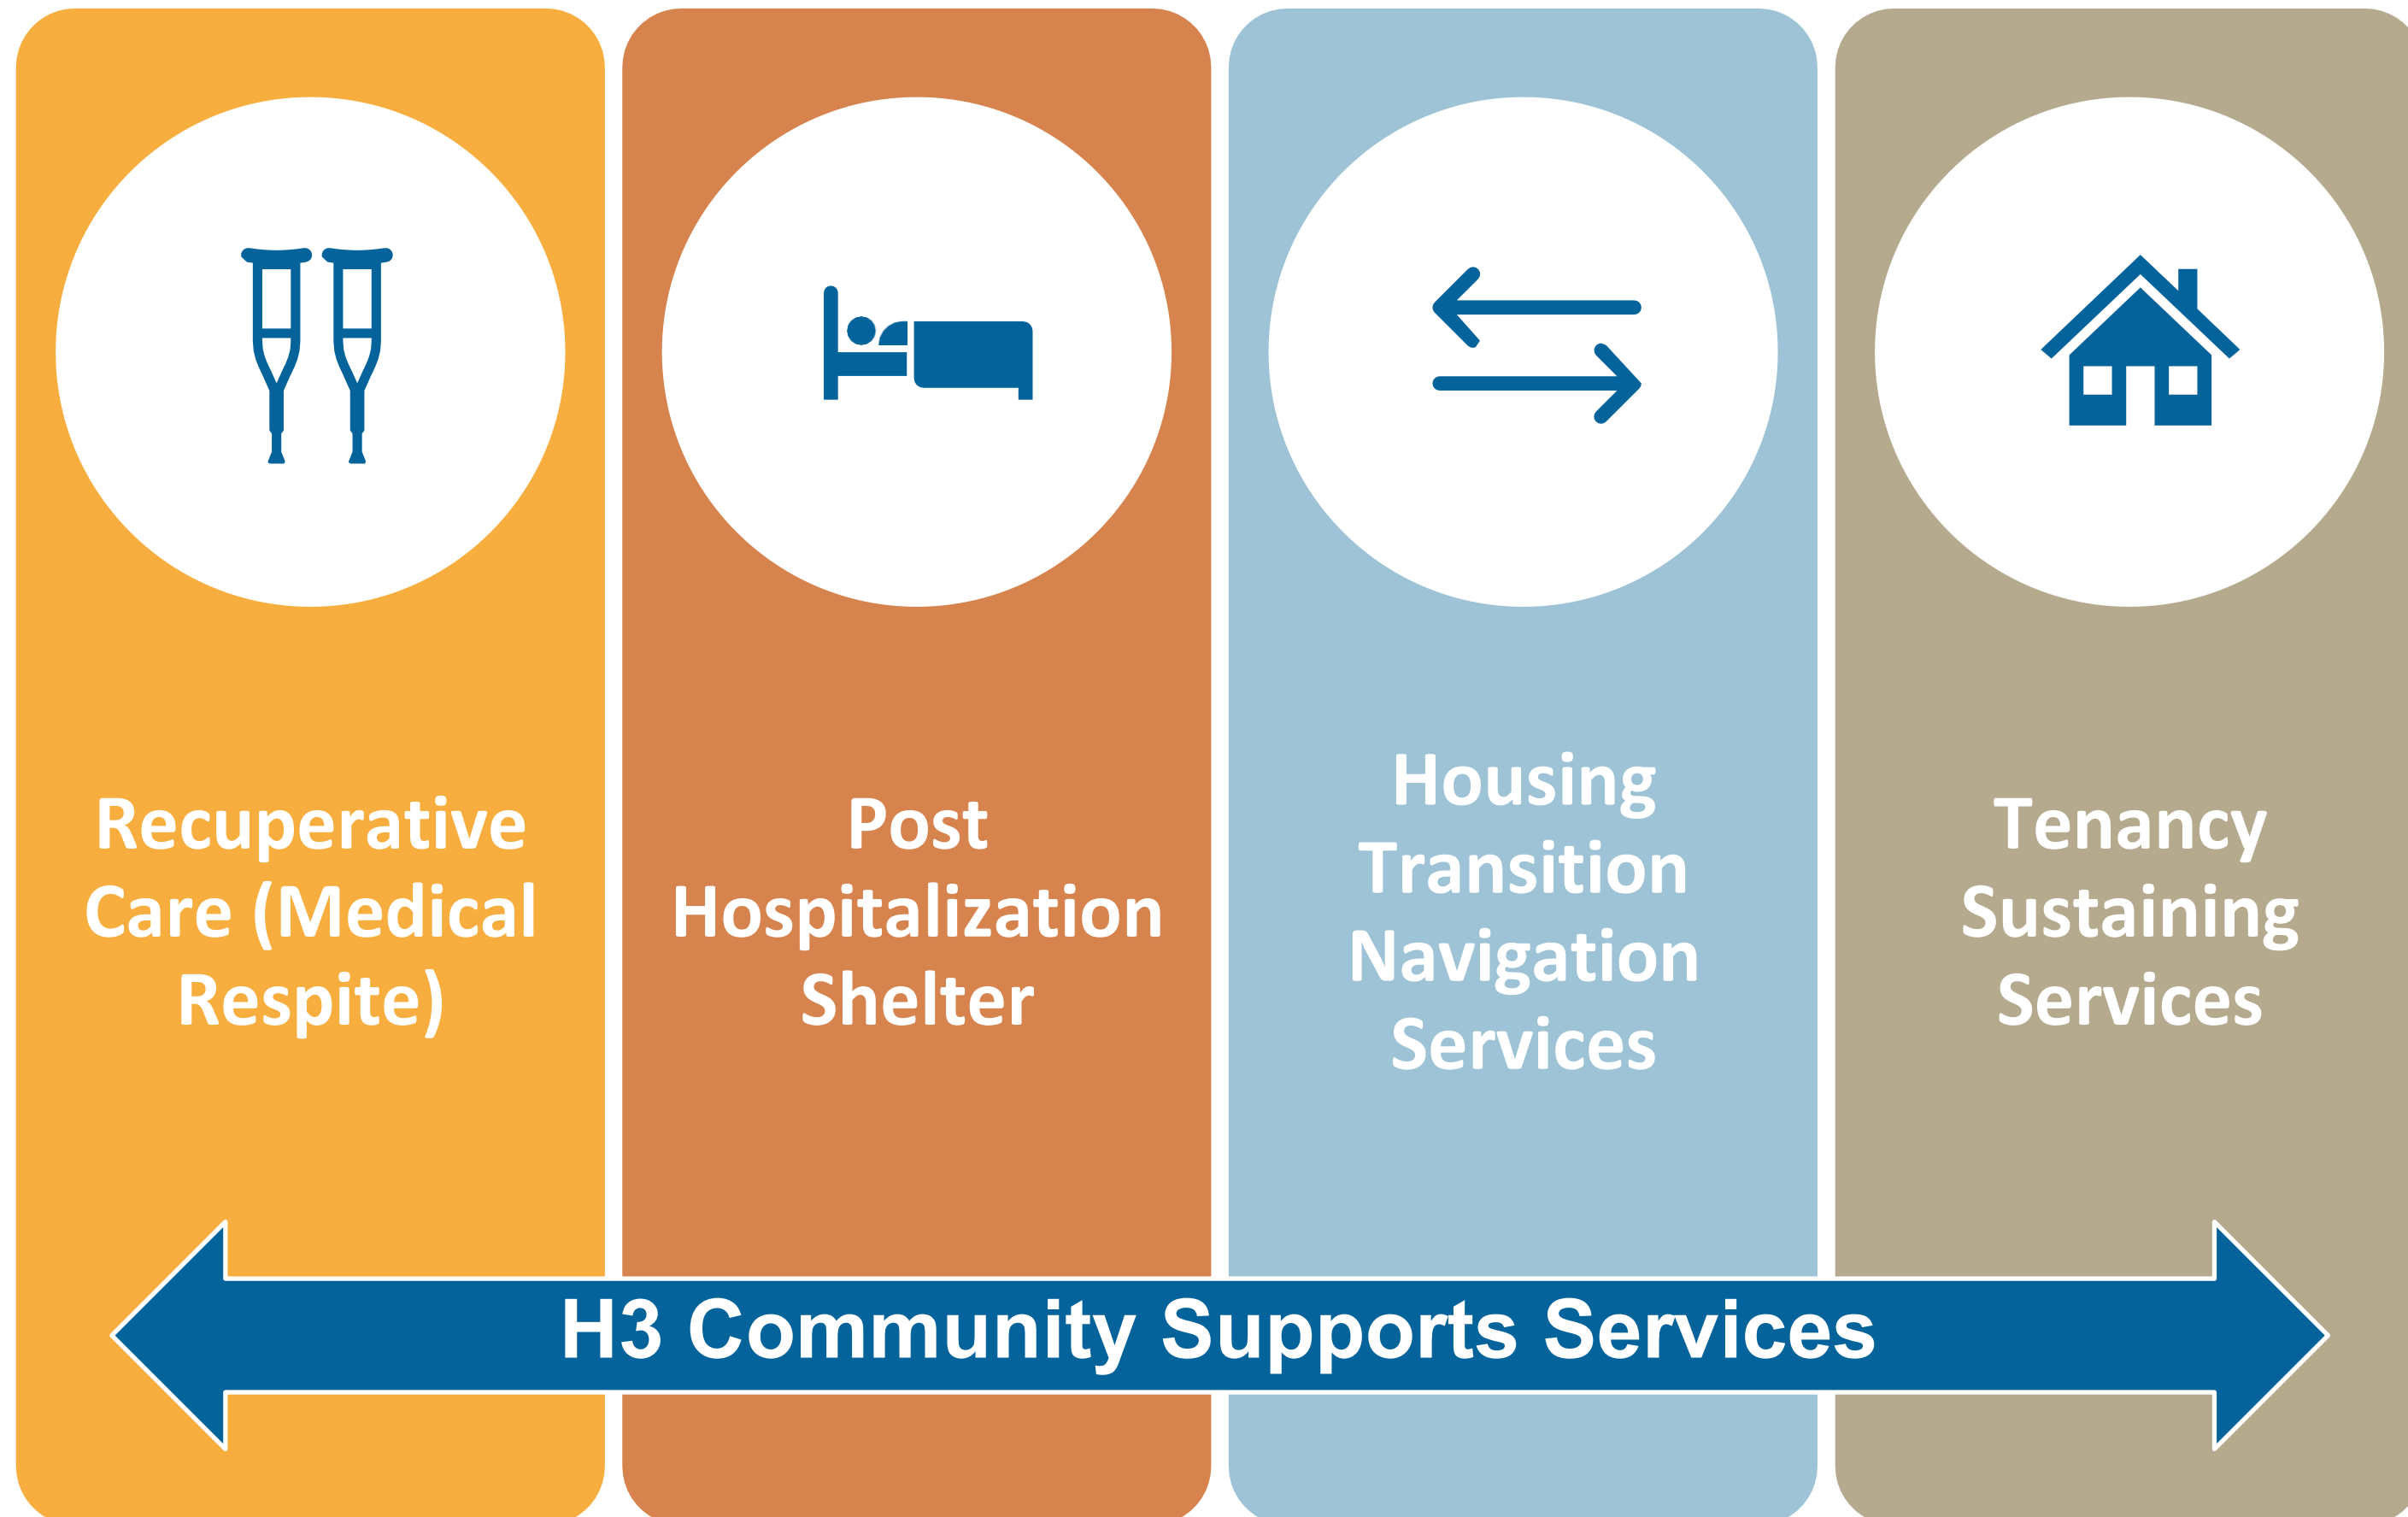 Recuperative
Care (Medical
Respite)
Post
Hospitalization
Shelter
Housing
Transition
Navigation
Services
Tenancy
Sustaining
Services
H3 Community Supports Services